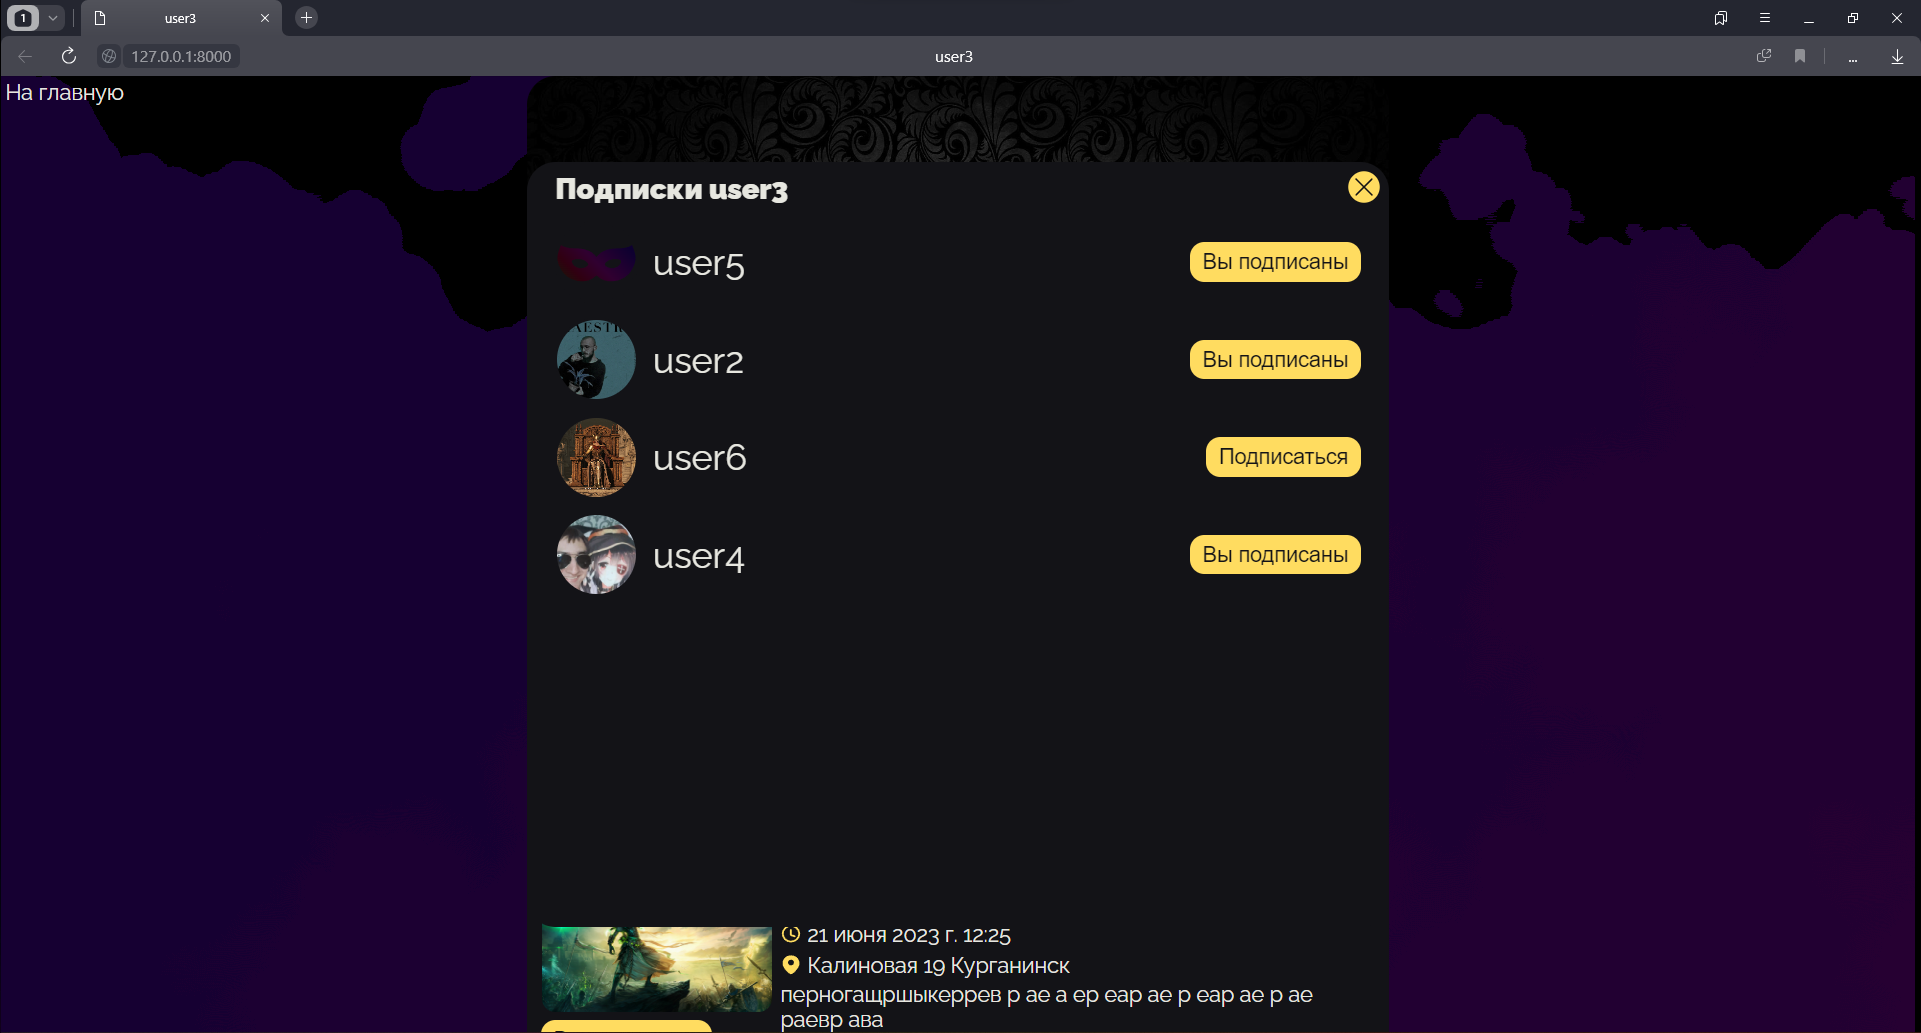 1
user3
127.0.0.1:8000
user3
На главную
Подписки user3
user5
Вы подписаны
user2
Вы подписаны
user6
Подписаться
user4
Вы подписаны
21 июня 2023 г. 12:25
Калиновая 19 Курганинск
перногащршыкеррев р ае а ер еар ае р еар ае р ае
раевр ава